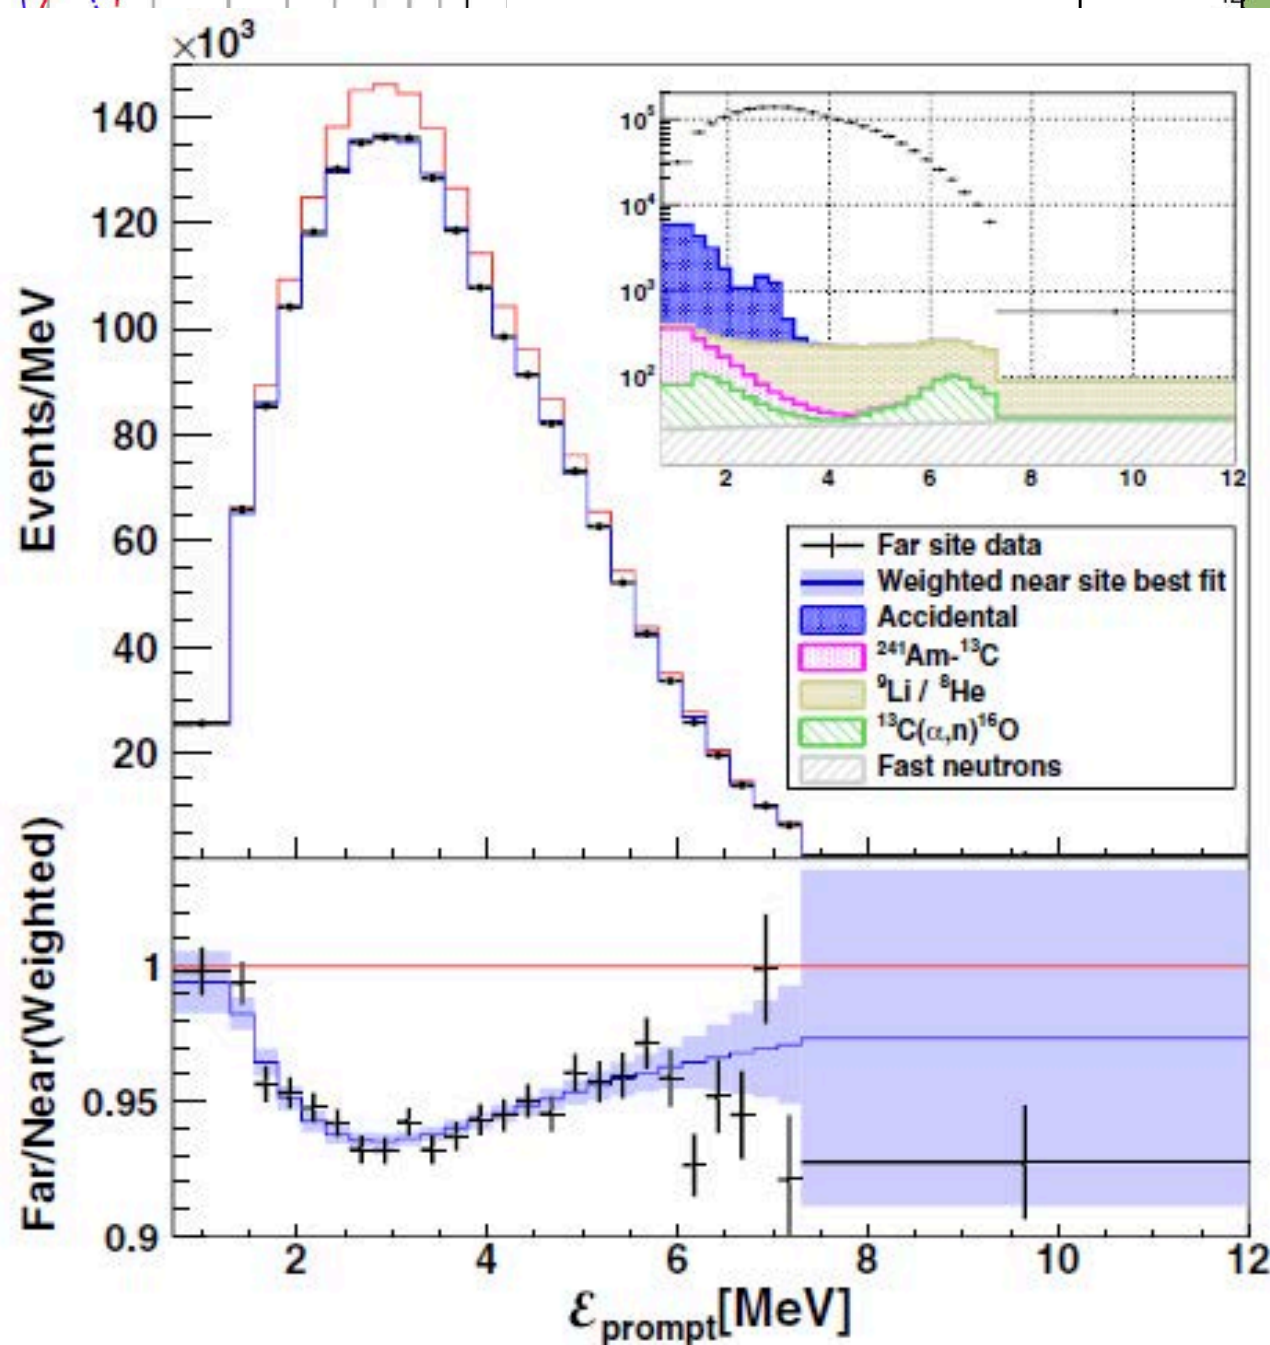 ×10³
140
120
100
80
60
40
20
Events/MeV
10⁵
10⁴
10³
10²
2 4 6 8 10 12
Far site data
Weighted near site best fit
Accidental
²⁴¹Am-¹³C
⁹Li / ⁸He
¹³C(α,n)¹⁶O
Fast neutrons
Far/Near(Weighted)
1
0.95
0.9
2 4 6 8 10 12
Ɛprompt[MeV]